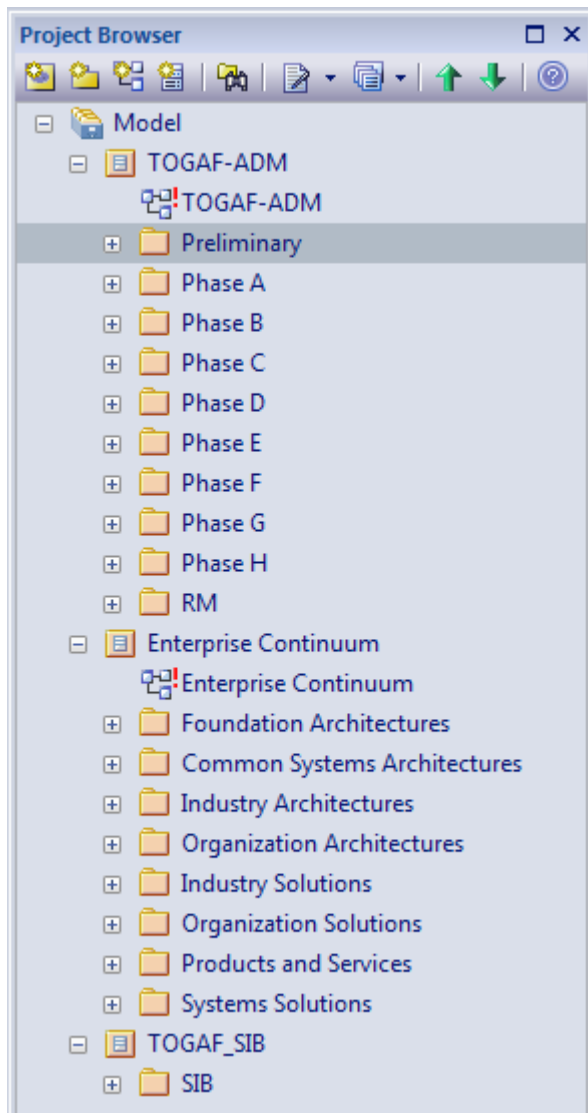 Project Browser
Model
TOGAF-ADM
TOGAF-ADM
Preliminary
Phase A
Phase B
Phase C
Phase D
Phase E
Phase F
Phase G
Phase H
RM
Enterprise Continuum
Enterprise Continuum
Foundation Architectures
Common Systems Architectures
Industry Architectures
Organization Architectures
Industry Solutions
Organization Solutions
Products and Services
Systems Solutions
TOGAF_SIB
SIB